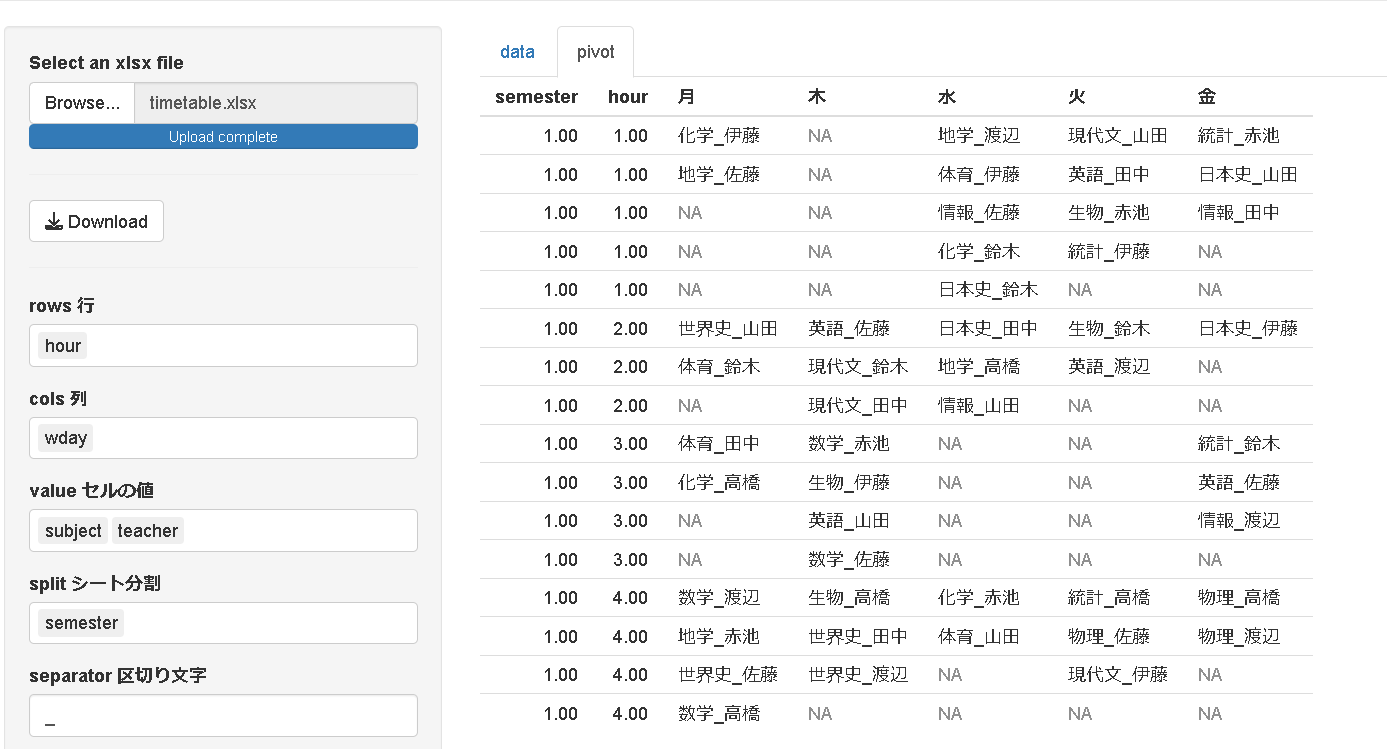 Select an xlsx file
Browse... timetable.xlsx
Upload complete
Download
rows 行
hour
cols 列
wday
value セルの値
subject teacher
split シート分割
semester
separator 区切り文字
_
data pivot
semester hour 月 木 水 火 金
1.00 1.00 化学_伊藤 NA 地学_渡辺 現代文_山田 統計_赤池
1.00 1.00 地学_佐藤 NA 体育_伊藤 英語_田中 日本史_山田
1.00 1.00 NA NA 情報_佐藤 生物_赤池 情報_田中
1.00 1.00 NA NA 化学_鈴木 統計_伊藤 NA
1.00 1.00 NA NA 日本史_鈴木 NA NA
1.00 2.00 世界史_山田 英語_佐藤 日本史_田中 生物_鈴木 日本史_伊藤
1.00 2.00 体育_鈴木 現代文_鈴木 地学_高橋 英語_渡辺 NA
1.00 2.00 NA 現代文_田中 情報_山田 NA NA
1.00 3.00 体育_田中 数学_赤池 NA NA 統計_鈴木
1.00 3.00 化学_高橋 生物_伊藤 NA NA 英語_佐藤
1.00 3.00 NA 英語_山田 NA NA 情報_渡辺
1.00 3.00 NA 数学_佐藤 NA NA NA
1.00 4.00 数学_渡辺 生物_高橋 化学_赤池 統計_高橋 物理_高橋
1.00 4.00 地学_赤池 世界史_田中 体育_山田 物理_佐藤 物理_渡辺
1.00 4.00 世界史_佐藤 世界史_渡辺 NA 現代文_伊藤 NA
1.00 4.00 数学_高橋 NA NA NA NA